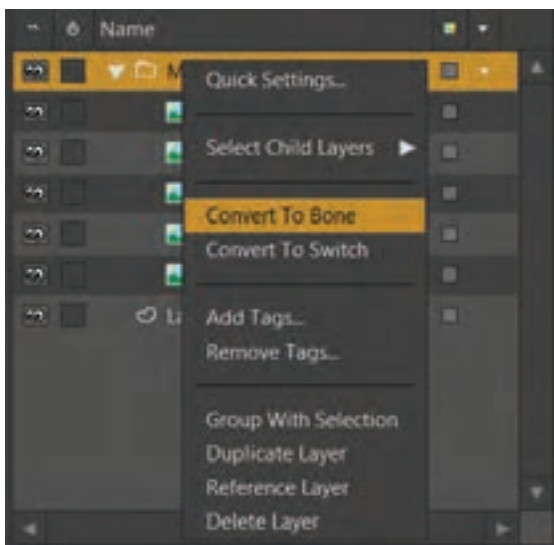 Name
M
Quick Settings...
Select Child Layers
Convert To Bone
Convert To Switch
La
Add Tags...
Remove Tags...
Group With Selection
Duplicate Layer
Reference Layer
Delete Layer